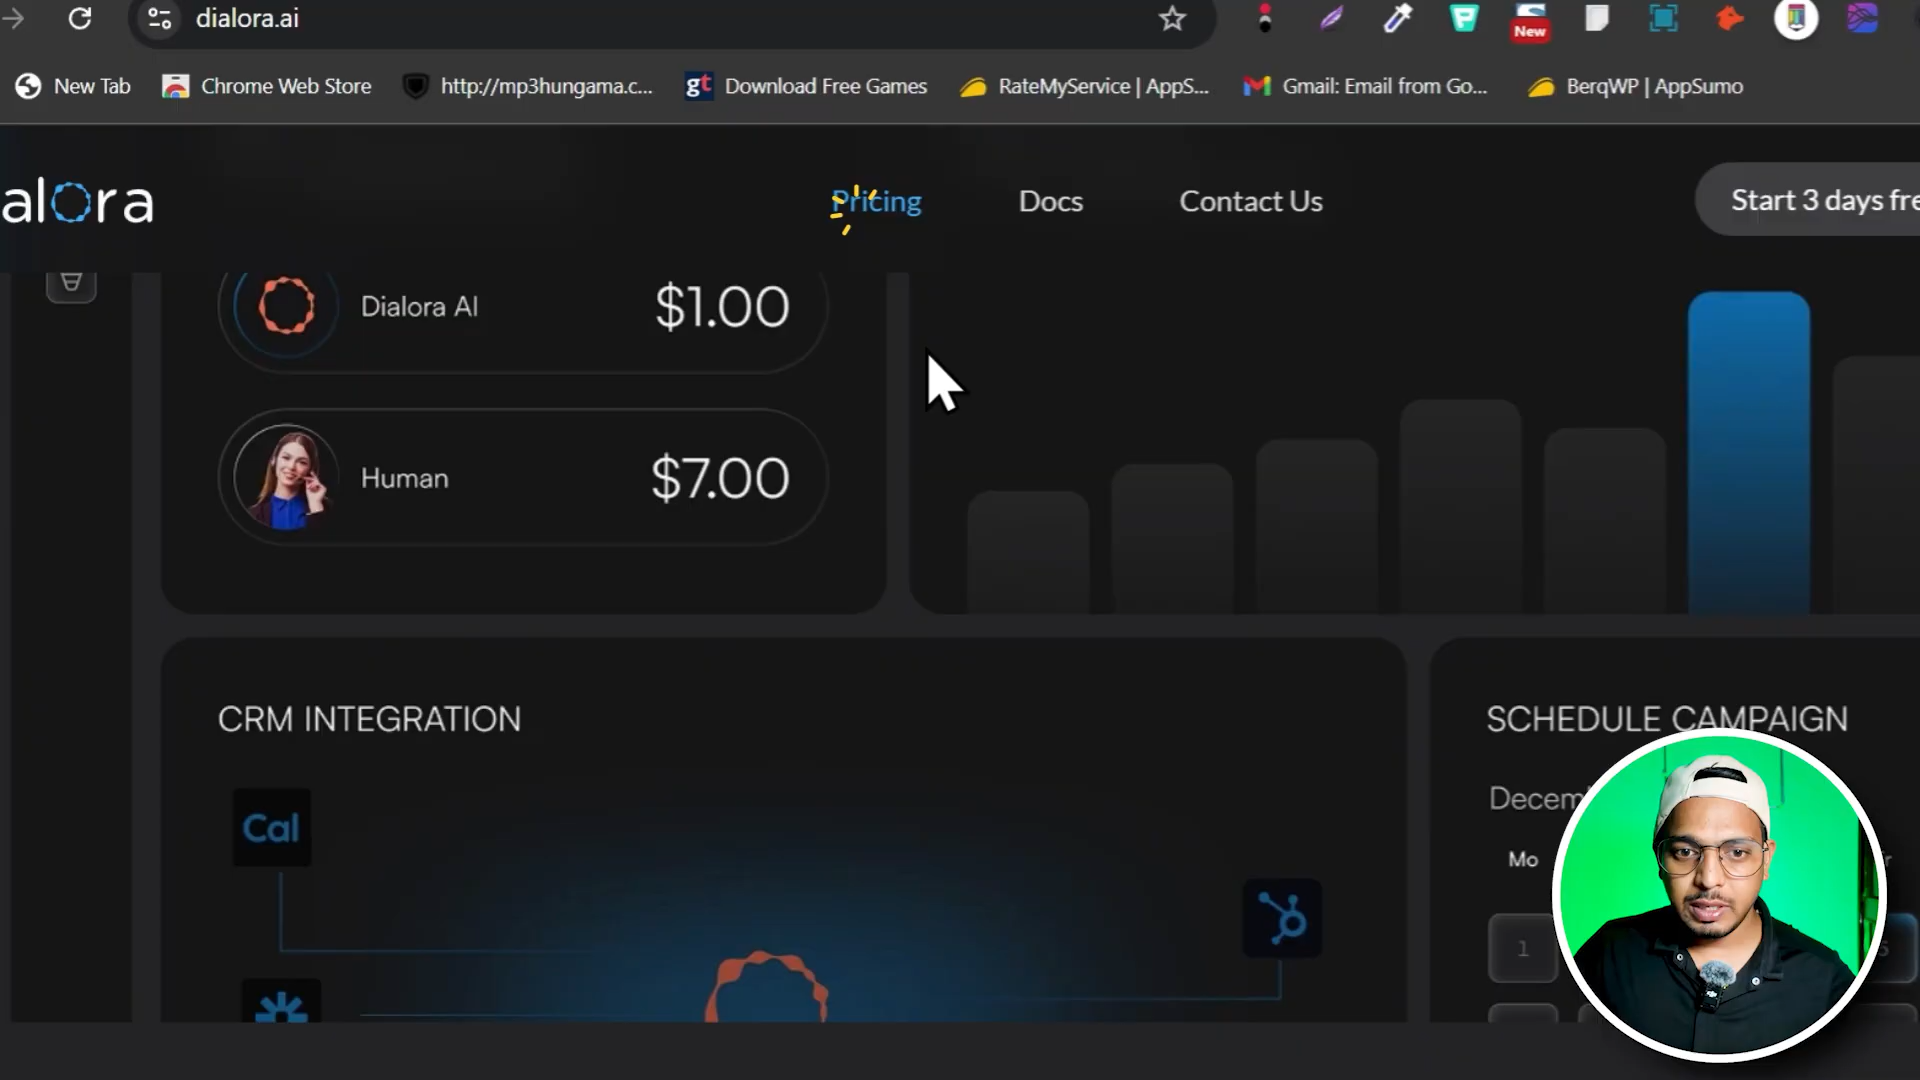 dialora.ai
New
New Tab
Chrome Web Store
http://mp3hungama.c...
gt
Download Free Games
RateMyService | AppS...
Gmail: Email from Go...
BerqWP | AppSumo
alora
Pricing
Docs
Contact Us
Start 3 days fre
Dialora AI
$1.00
Human
$7.00
CRM INTEGRATION
SCHEDULE CAMPAIGN
Cal
Decem
Mo
1